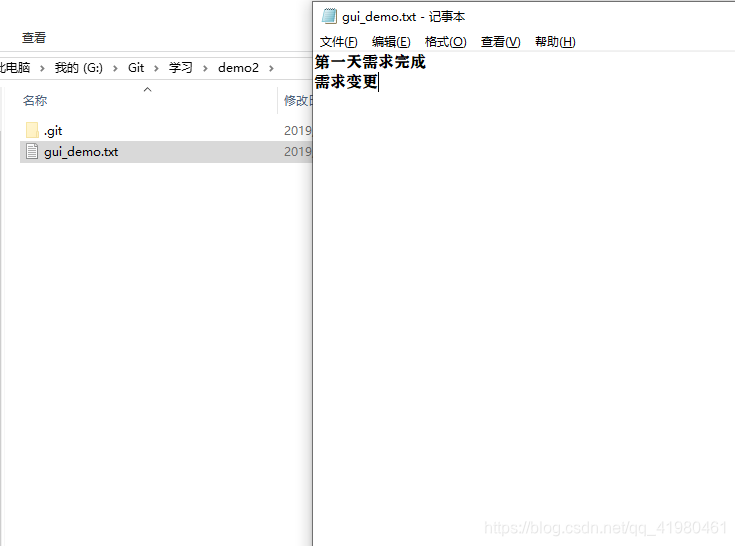 查看
此电脑 > 我的 (G:) > Git > 学习 > demo2 >
名称
修改日
.git
2019
gui_demo.txt
2019
gui_demo.txt - 记事本
文件(F) 编辑(E) 格式(O) 查看(V) 帮助(H)
第一天需求完成
需求变更
https://blog.csdn.net/qq_41980461